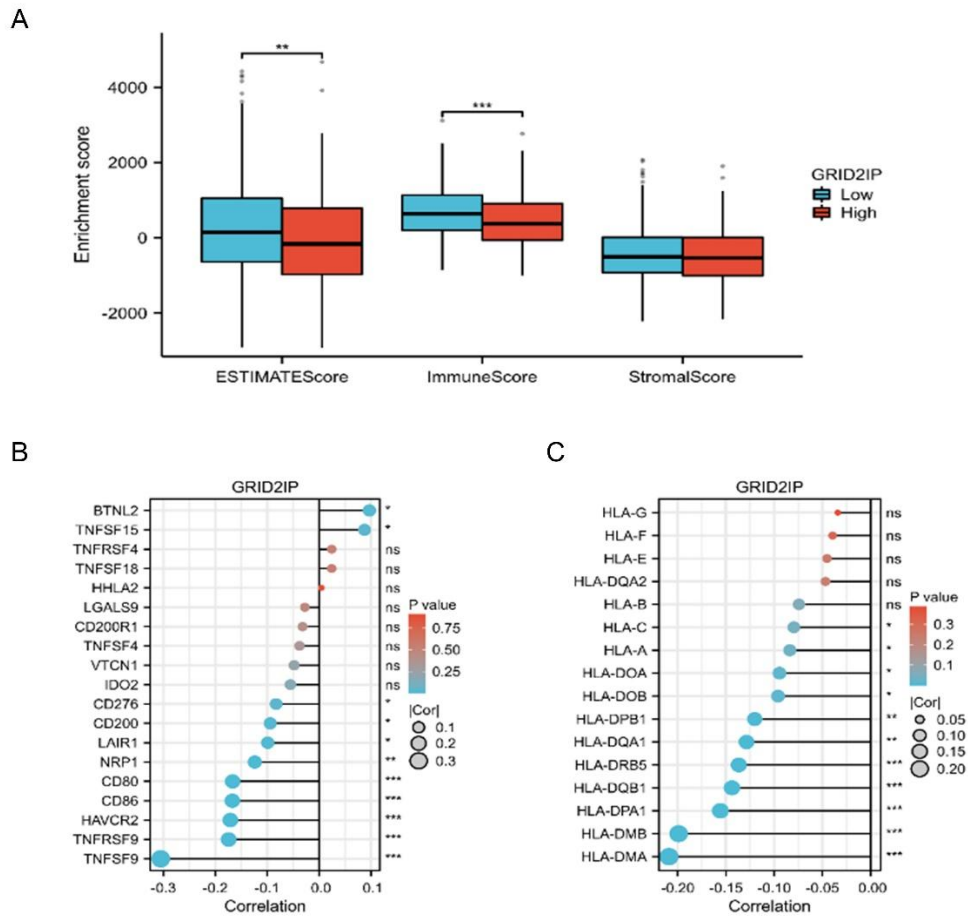 A
Enrichment score
4000
2000
0
-2000
**
***
GRID2IP
Low
High
ESTIMATEScore
ImmuneScore
StromalScore
B
GRID2IP
BTNL2 *
TNFSF15 *
TNFRSF4 ns
TNFSF18 ns
HHLA2 ns
LGALS9 ns
CD200R1 ns
TNFSF4 ns
VTCN1 ns
IDO2 ns
CD276 *
CD200 *
LAIR1 *
NRP1 **
CD80 ***
CD86 ***
HAVCR2 ***
TNFRSF9 ***
TNFSF9 ***
-0.3 -0.2 -0.1 0.0 0.1
Correlation
P value
0.75
0.50
0.25
|Cor|
0.1
0.2
0.3
C
GRID2IP
HLA-G ns
HLA-F ns
HLA-E ns
HLA-DQA2 ns
HLA-B ns
HLA-C *
HLA-A *
HLA-DOA *
HLA-DOB *
HLA-DPB1 **
HLA-DQA1 **
HLA-DRB5 ***
HLA-DQB1 ***
HLA-DPA1 ***
HLA-DMB ***
HLA-DMA ***
-0.20 -0.15 -0.10 -0.05 0.00
Correlation
P value
0.3
0.2
0.1
|Cor|
0.05
0.10
0.15
0.20